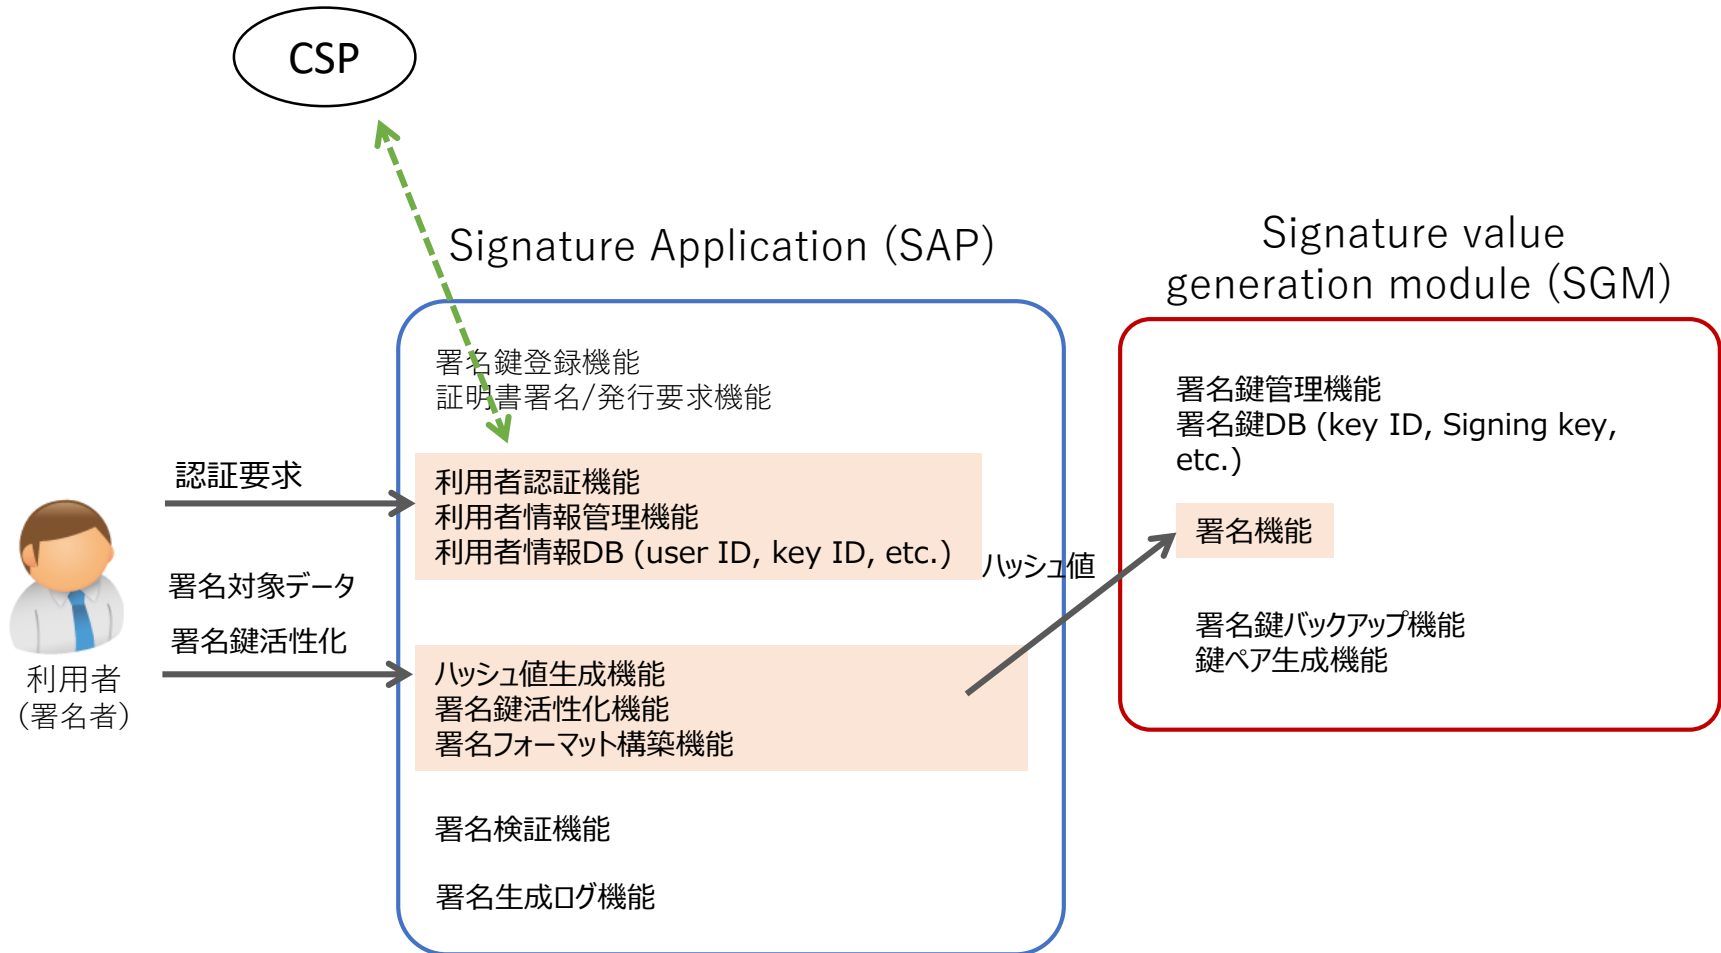 CSP
Signature Application (SAP)
Signature value
generation module (SGM)
署名鍵登録機能
証明書署名/発行要求機能
署名鍵管理機能
署名鍵DB (key ID, Signing key,
etc.)
認証要求
利用者認証機能
利用者情報管理機能
利用者情報DB (user ID, key ID, etc.)
ハッシュ値
署名機能
署名対象データ
署名鍵活性化
利用者
(署名者)
ハッシュ値生成機能
署名鍵活性化機能
署名フォーマット構築機能
署名鍵バックアップ機能
鍵ペア生成機能
署名検証機能
署名生成ログ機能